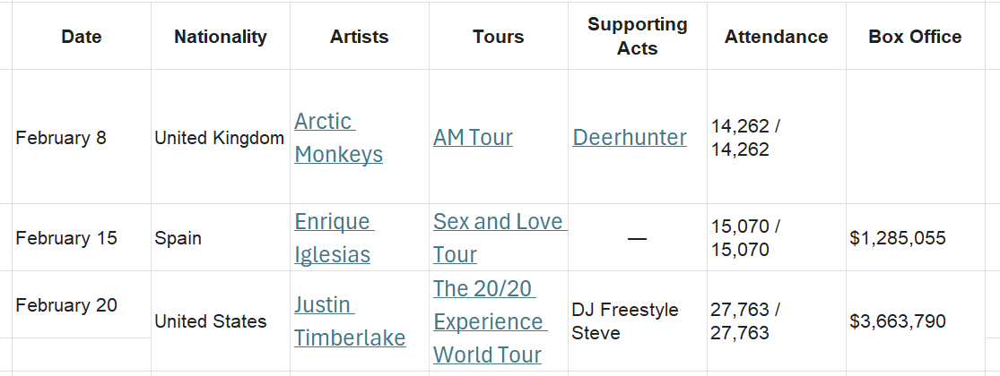 Date Nationality Artists Tours Supporting Acts Attendance Box Office
February 8 United Kingdom Arctic Monkeys AM Tour Deerhunter 14,262 / 14,262
February 15 Spain Enrique Iglesias Sex and Love Tour — 15,070 / 15,070 $1,285,055
February 20 United States Justin Timberlake The 20/20 Experience World Tour DJ Freestyle Steve 27,763 / 27,763 $3,663,790